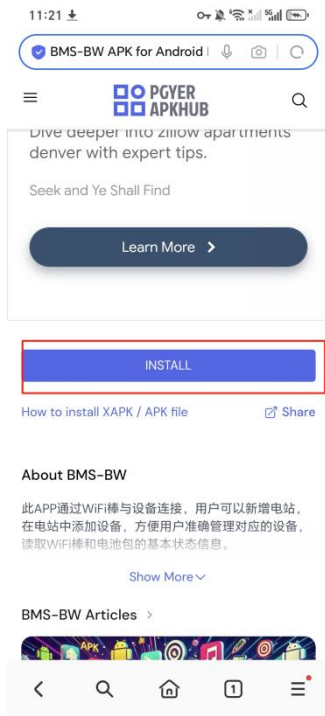 11:21
BMS-BW APK for Android
PGYER
APKHUB
Dive deeper into zillow apartments
denver with expert tips.
Seek and Ye Shall Find
Learn More
INSTALL
How to install XAPK / APK file
Share
About BMS-BW
此APP通过WiFi棒与设备连接，用户可以新增电站，
在电站中添加设备，方便用户准确管理对应的设备，
读取WiFi棒和电池包的基本状态信息。
Show More
BMS-BW Articles
APK
1